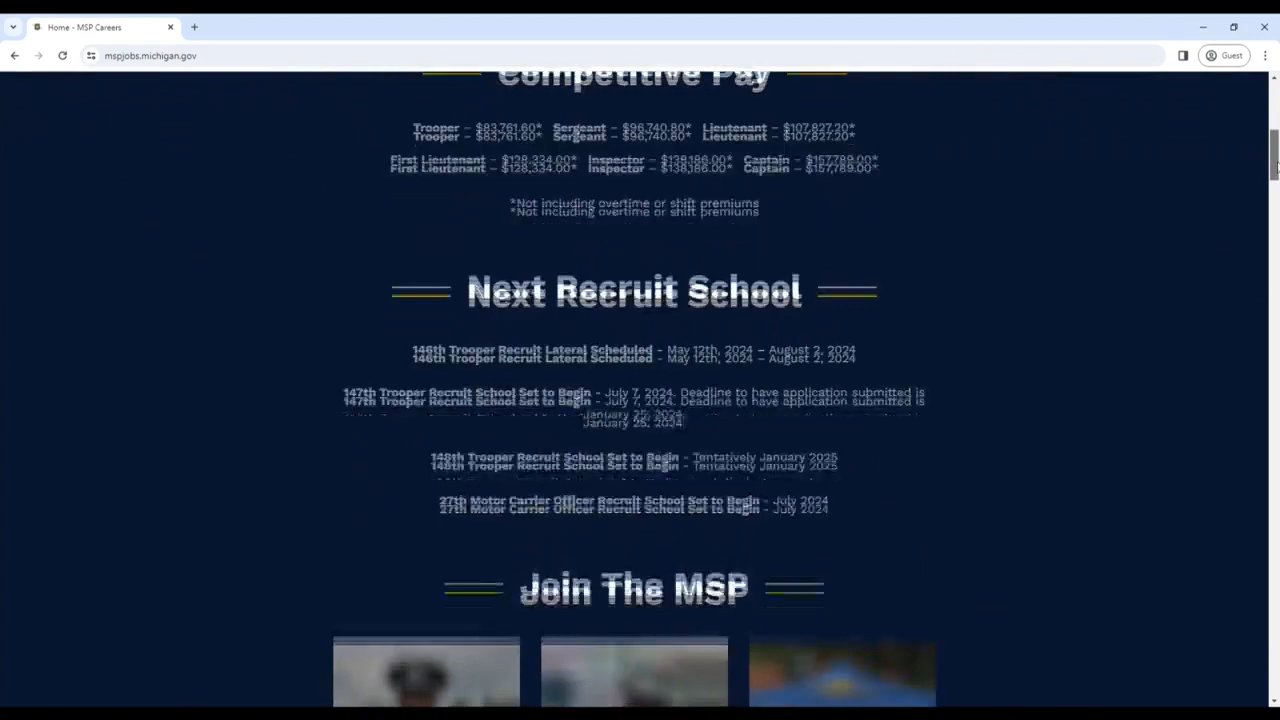 Home - MSP Careers
mspjobs.michigan.gov
Guest
Competitive Pay
Trooper – $83,761.60* Sergeant – $96,740.80* Lieutenant – $107,827.20*
First Lieutenant – $128,334.00* Inspector – $138,186.00* Captain – $157,789.00*
*Not including overtime or shift premiums
Next Recruit School
146th Trooper Recruit Lateral Scheduled - May 12th, 2024 – August 2, 2024
147th Trooper Recruit School Set to Begin - July 7, 2024. Deadline to have application submitted is
January 25, 2024
148th Trooper Recruit School Set to Begin - Tentatively January 2025
27th Motor Carrier Officer Recruit School Set to Begin - July 2024
Join The MSP